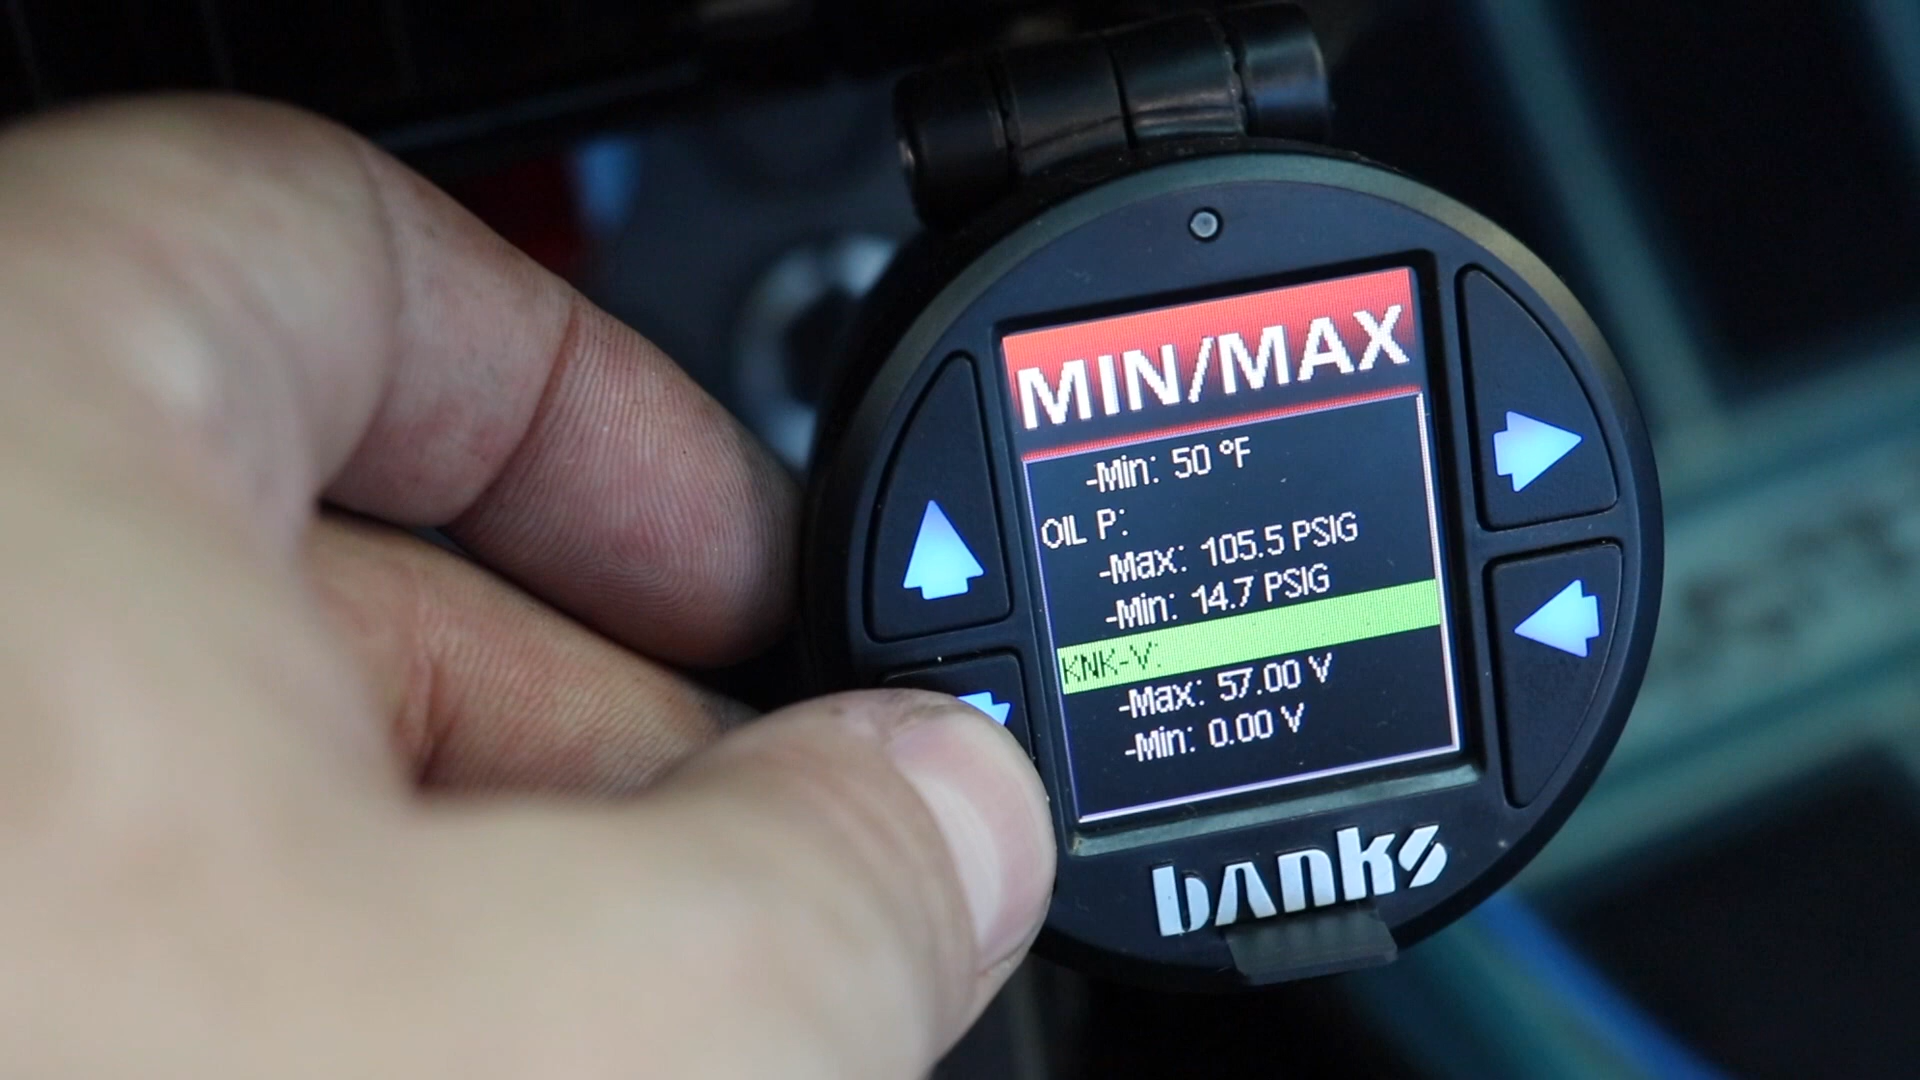 MIN/MAX
-Min: 50 °F
OIL P:
-Max: 105.5 PSIG
-Min: 14.7 PSIG
KNK-V:
-Max: 57.00 V
-Min: 0.00 V
banks